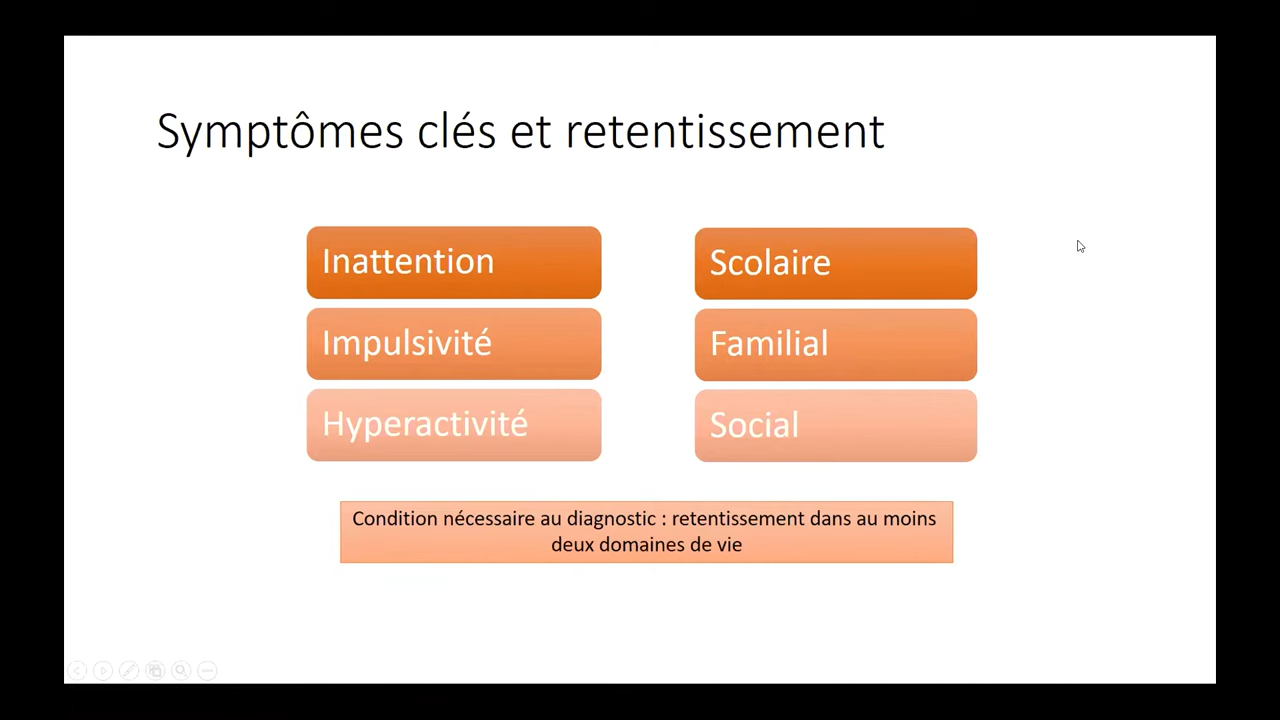 Symptômes clés et retentissement
Inattention
Impulsivité
Hyperactivité
Scolaire
Familial
Social
Condition nécessaire au diagnostic : retentissement dans au moins
deux domaines de vie